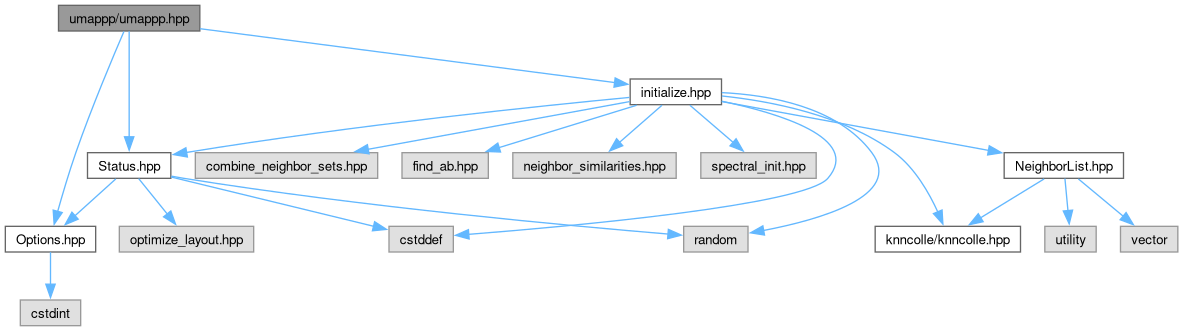 umappp/umappp.hpp
initialize.hpp
Status.hpp
combine_neighbor_sets.hpp
find_ab.hpp
neighbor_similarities.hpp
spectral_init.hpp
NeighborList.hpp
Options.hpp
optimize_layout.hpp
cstddef
random
knncolle/knncolle.hpp
utility
vector
cstdint